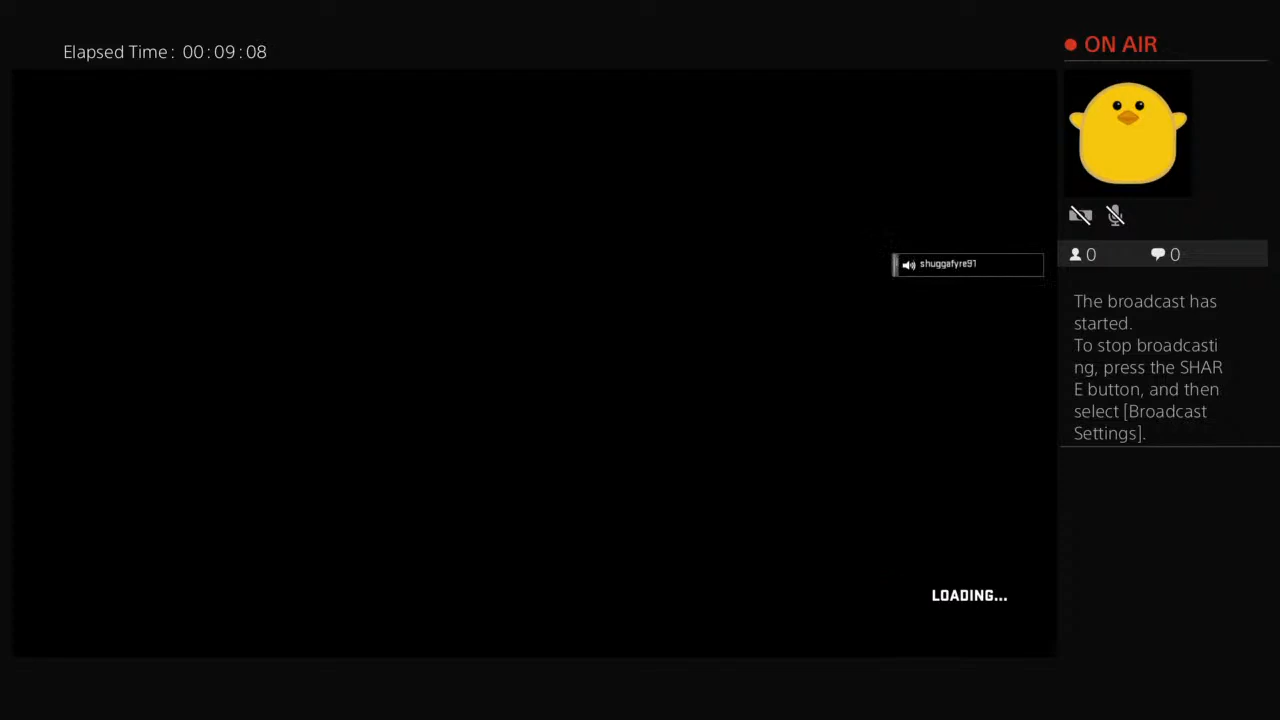 Elapsed Time: 00:09:08
ON AIR
shuggafyre91
0 0
The broadcast has
started.
To stop broadcasti
ng, press the SHAR
E button, and then
select [Broadcast
Settings].
LOADING...